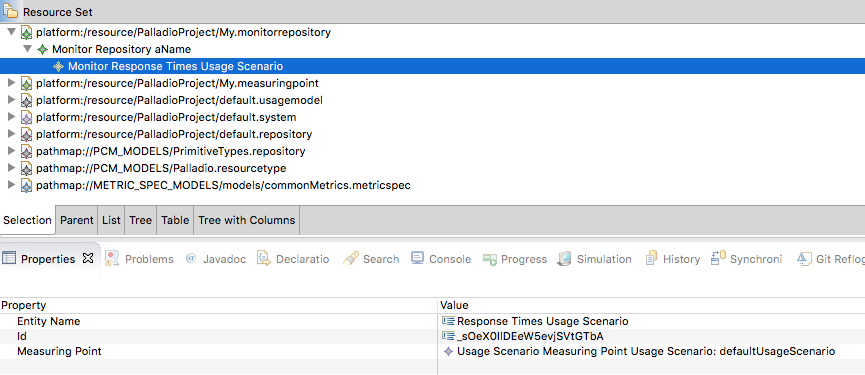 Resource Set
platform:/resource/PalladioProject/My.monitorrepository
Monitor Repository aName
Monitor Response Times Usage Scenario
platform:/resource/PalladioProject/My.measuringpoint
platform:/resource/PalladioProject/default.usagemodel
platform:/resource/PalladioProject/default.system
platform:/resource/PalladioProject/default.repository
pathmap://PCM_MODELS/PrimitiveTypes.repository
pathmap://PCM_MODELS/Palladio.resourcetype
pathmap://METRIC_SPEC_MODELS/models/commonMetrics.metricspec
Selection Parent List Tree Table Tree with Columns
Properties Problems @ Javadoc Declaratio Search Console Progress Simulation History Synchroni Git Reflog
Property Value
Entity Name Response Times Usage Scenario
Id _sOeX0IIDEeW5evjSVtGTbA
Measuring Point Usage Scenario Measuring Point Usage Scenario: defaultUsageScenario